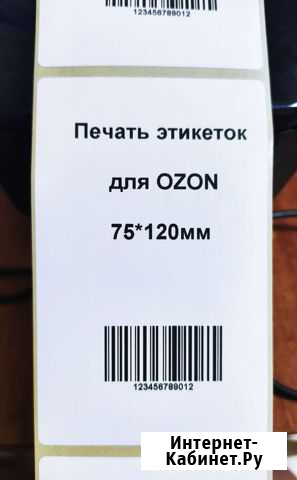 123456789012
Печать этикеток
для OZON
75*120мм
123456789012
Интернет-
Кабинет.Ру